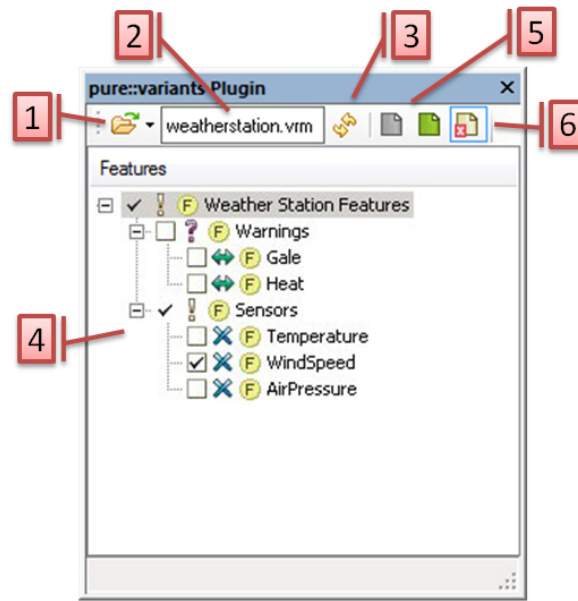 2
3
5
pure::variants Plugin
1
weatherstation.vrm
6
Features
Weather Station Features
F
Warnings
F
Gale
F
Heat
F
Sensors
F
4
Temperature
F
WindSpeed
F
AirPressure
F